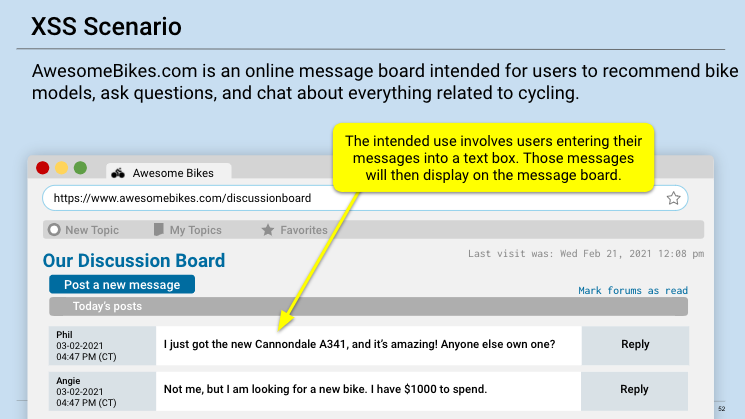 XSS Scenario
AwesomeBikes.com is an online message board intended for users to recommend bike
models, ask questions, and chat about everything related to cycling.
The intended use involves users entering their
messages into a text box. Those messages
will then display on the message board.
Awesome Bikes
https://www.awesomebikes.com/discussionboard
New Topic My Topics Favorites
Our Discussion Board
Last visit was: Wed Feb 21, 2021 12:08 pm
Post a new message
Mark forums as read
Today's posts
Phil
03-02-2021
04:47 PM (CT)
I just got the new Cannondale A341, and it's amazing! Anyone else own one?
Reply
Angie
03-02-2021
04:47 PM (CT)
Not me, but I am looking for a new bike. I have $1000 to spend.
Reply
52